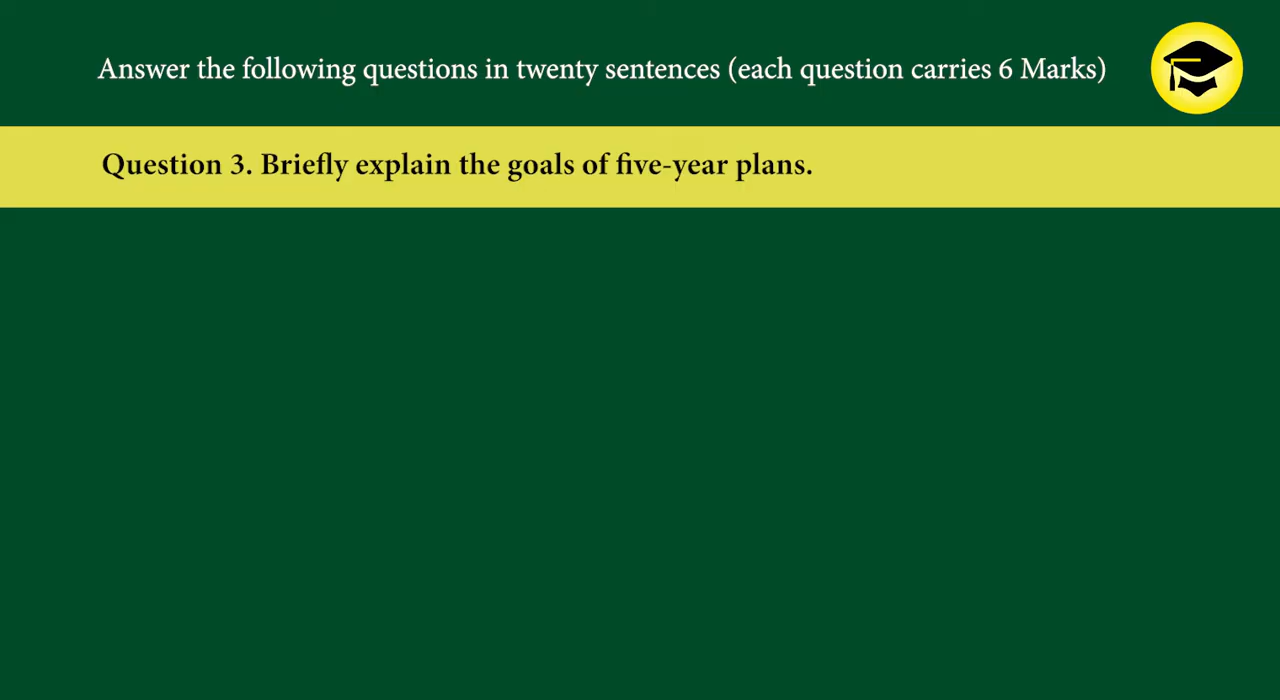 Answer the following questions in twenty sentences (each question carries 6 Marks)
Question 3. Briefly explain the goals of five-year plans.